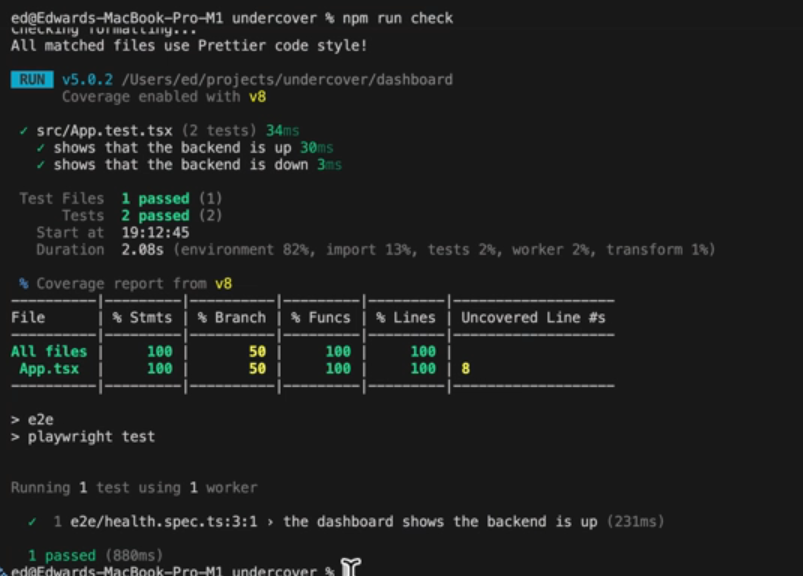 ed@Edwards-MacBook-Pro-M1 undercover % npm run check
Checking formatting...
All matched files use Prettier code style!
RUN v5.0.2 /Users/ed/projects/undercover/dashboard
Coverage enabled with v8
✓ src/App.test.tsx (2 tests) 34ms
✓ shows that the backend is up 30ms
✓ shows that the backend is down 3ms
Test Files 1 passed (1)
Tests 2 passed (2)
Start at 19:12:45
Duration 2.08s (environment 82%, import 13%, tests 2%, worker 2%, transform 1%)
% Coverage report from v8
File | % Stmts | % Branch | % Funcs | % Lines | Uncovered Line #s
All files | 100 | 50 | 100 | 100 |
App.tsx | 100 | 50 | 100 | 100 | 8
> e2e
> playwright test
Running 1 test using 1 worker
✓ 1 e2e/health.spec.ts:3:1 › the dashboard shows the backend is up (231ms)
1 passed (880ms)
ed@Edwards-MacBook-Pro-M1 undercover %